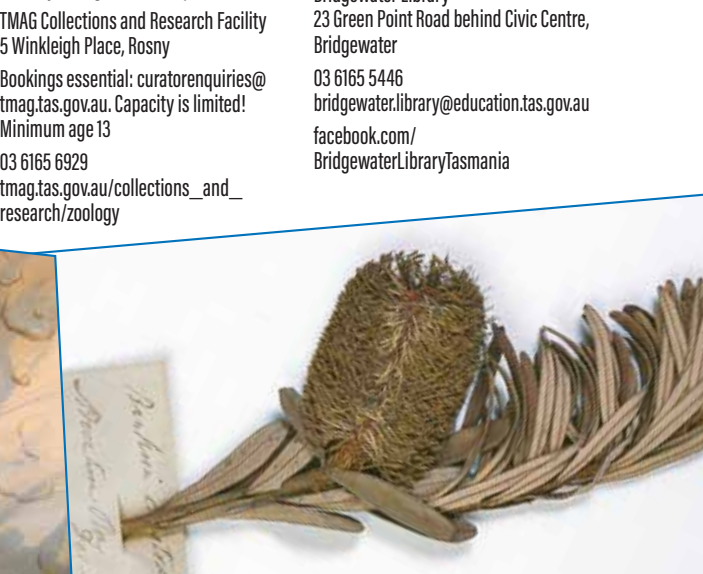 TMAG Collections and Research Facility
5 Winkleigh Place, Rosny
Bookings essential: curatorenquiries@
tmag.tas.gov.au. Capacity is limited!
Minimum age 13
03 6165 6929
tmag.tas.gov.au/collections_and_
research/zoology
23 Green Point Road behind Civic Centre,
Bridgewater
03 6165 5446
bridgewater.library@education.tas.gov.au
facebook.com/
BridgewaterLibraryTasmania